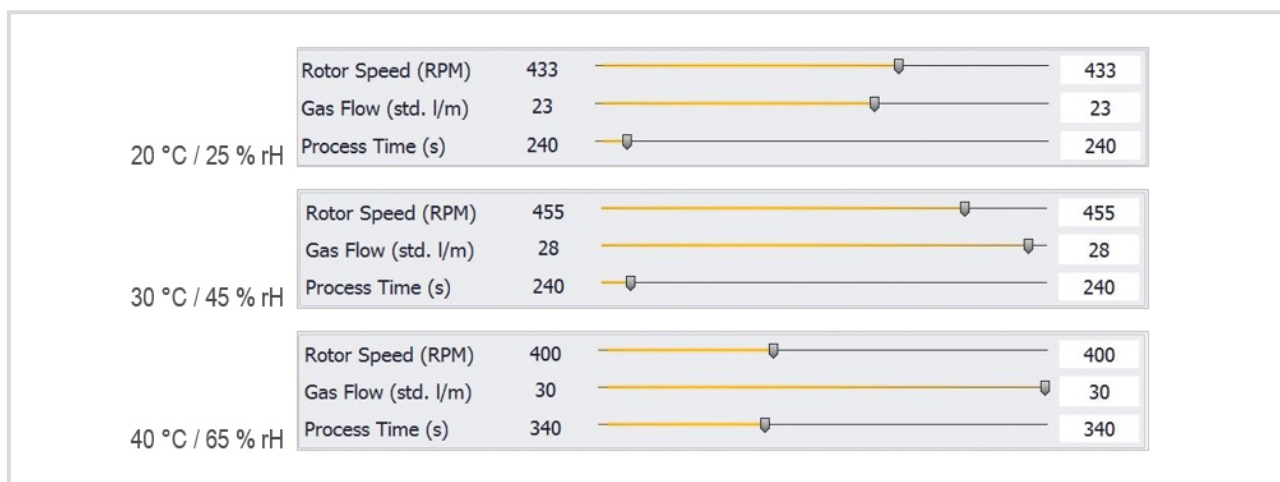 Rotor Speed (RPM) 433 433
Gas Flow (std. l/m) 23 23
20 °C / 25 % rH Process Time (s) 240 240
Rotor Speed (RPM) 455 455
Gas Flow (std. l/m) 28 28
30 °C / 45 % rH Process Time (s) 240 240
Rotor Speed (RPM) 400 400
Gas Flow (std. l/m) 30 30
40 °C / 65 % rH Process Time (s) 340 340